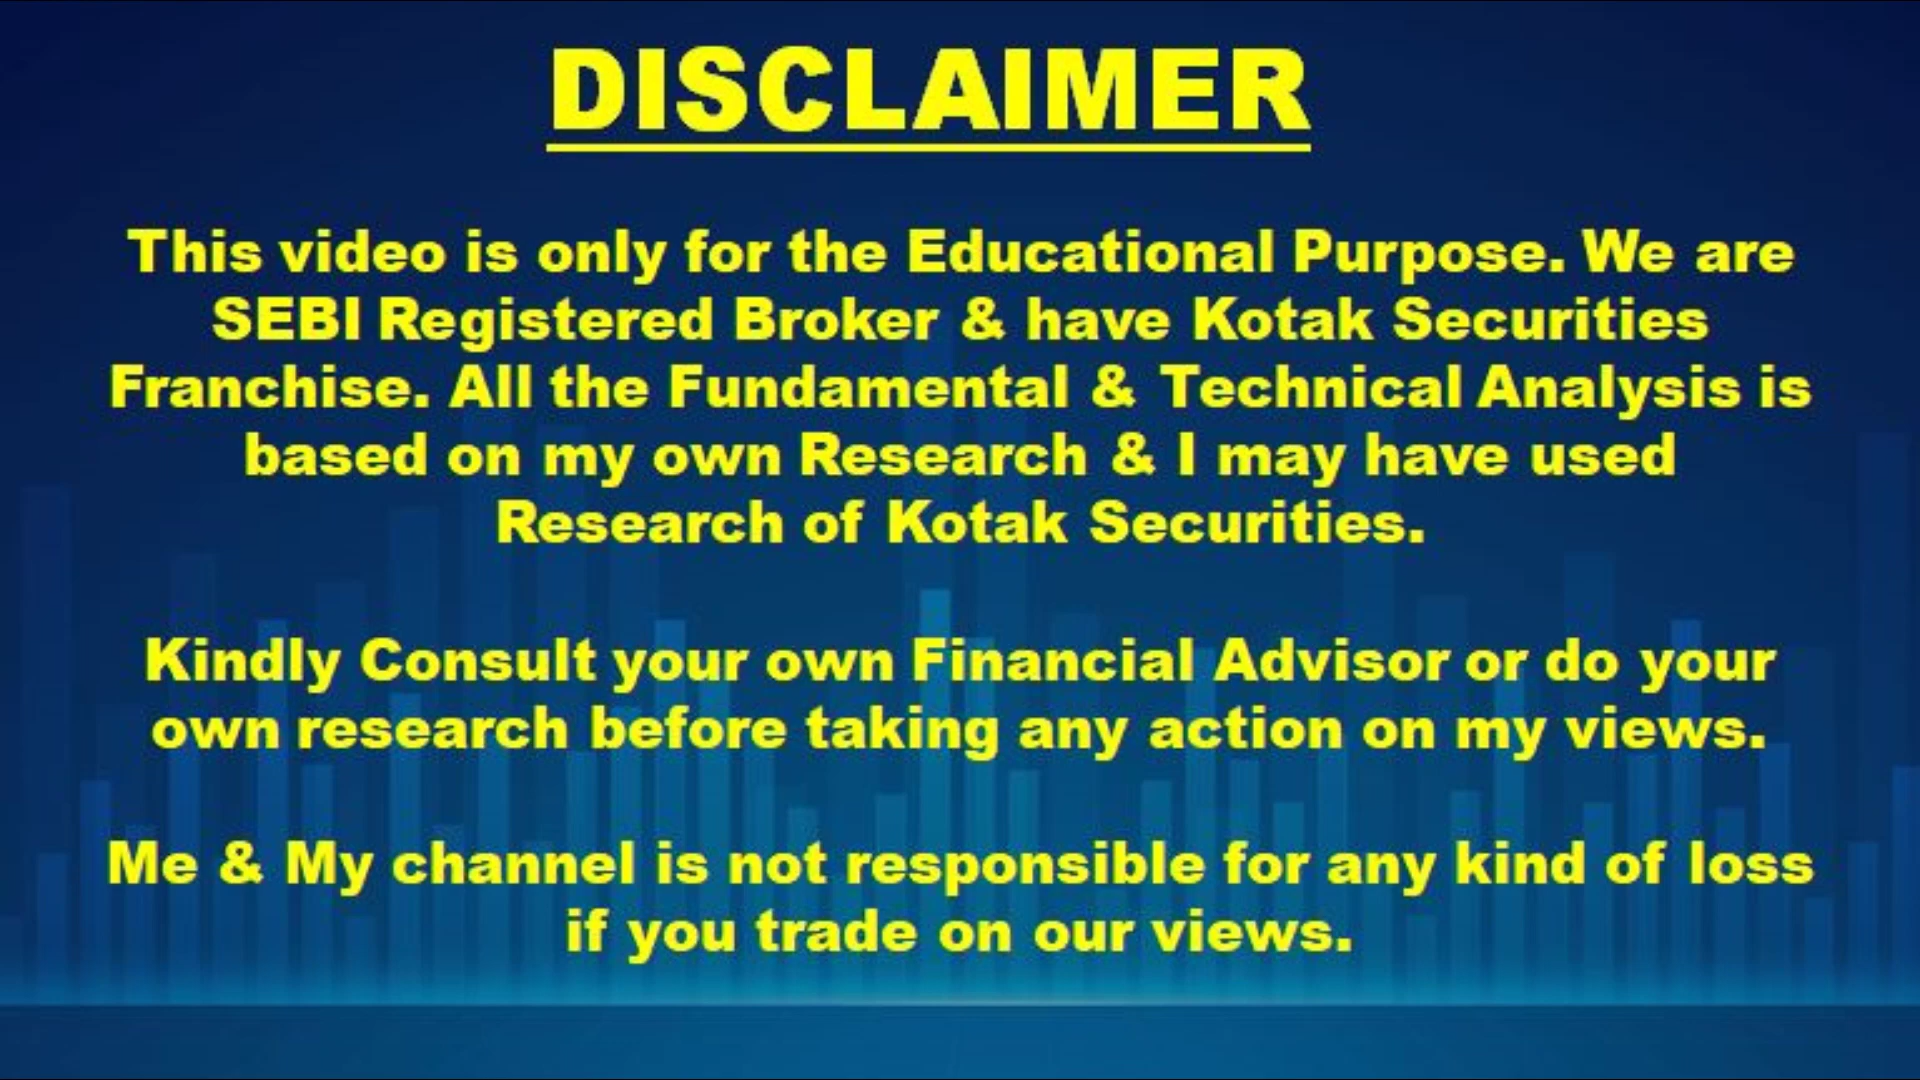 DISCLAIMER
This video is only for the Educational Purpose. We are
SEBI Registered Broker & have Kotak Securities
Franchise. All the Fundamental & Technical Analysis is
based on my own Research & I may have used
Research of Kotak Securities.
Kindly Consult your own Financial Advisor or do your
own research before taking any action on my views.
Me & My channel is not responsible for any kind of loss
if you trade on our views.